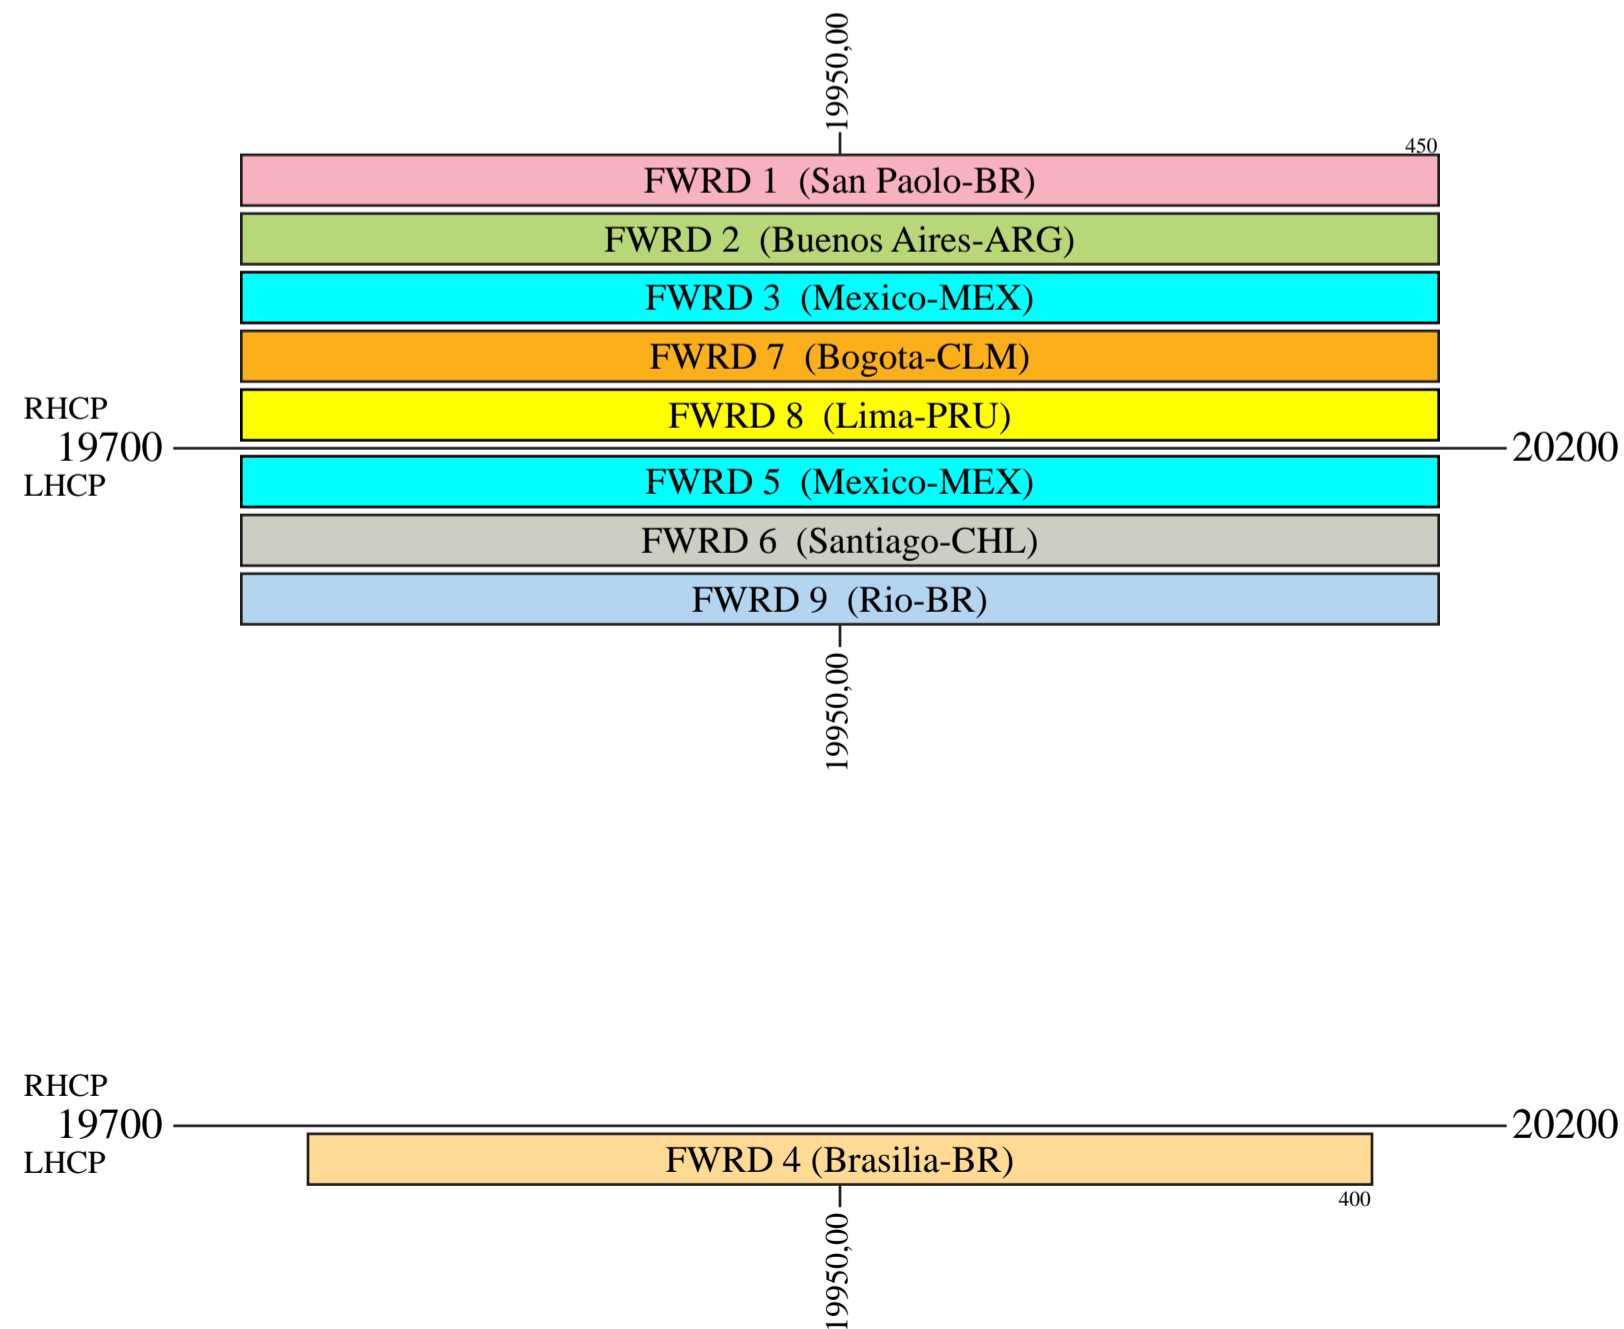 19950,00
450
FWRD 1 (San Paolo-BR)
FWRD 2 (Buenos Aires-ARG)
FWRD 3 (Mexico-MEX)
FWRD 7 (Bogota-CLM)
RHCP
FWRD 8 (Lima-PRU)
19700
20200
LHCP
FWRD 5 (Mexico-MEX)
FWRD 6 (Santiago-CHL)
FWRD 9 (Rio-BR)
19950,00
RHCP
19700
20200
LHCP
FWRD 4 (Brasilia-BR)
400
19950,00